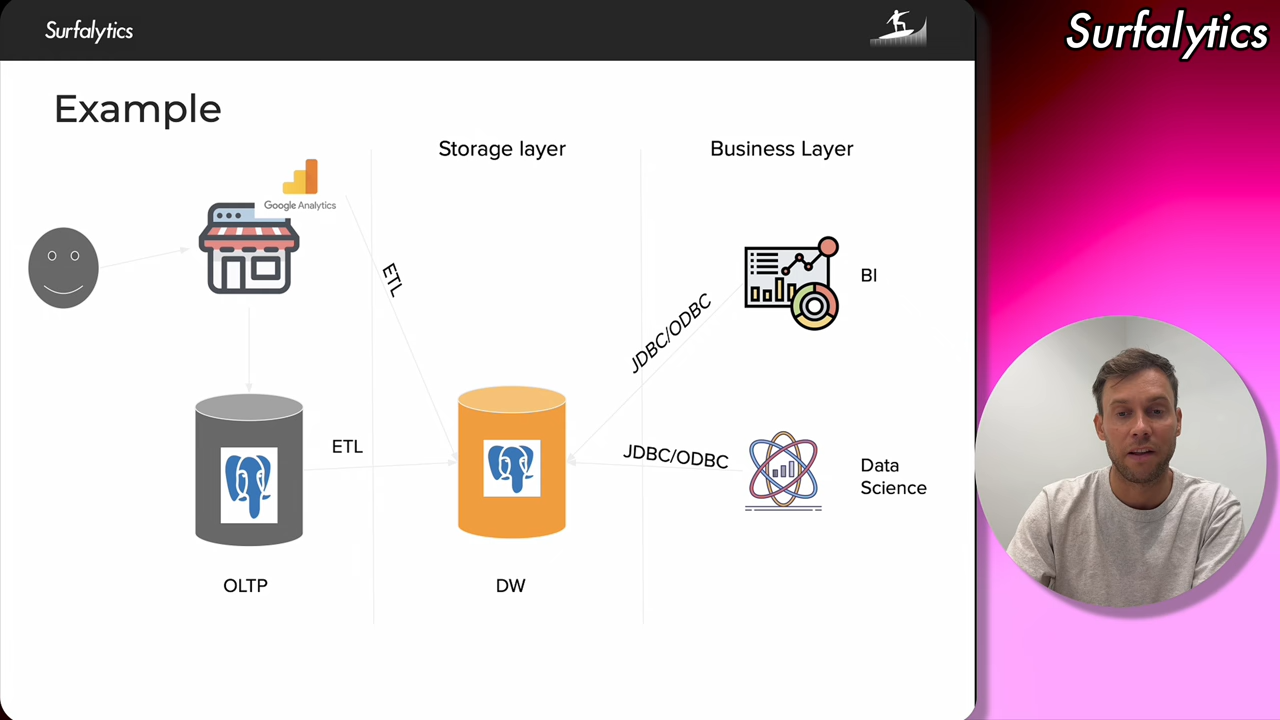 Surfalytics
Surfalytics
Example
Storage layer
Business Layer
Google Analytics
ETL
JDBC/ODBC
BI
ETL
JDBC/ODBC
Data
Science
OLTP
DW